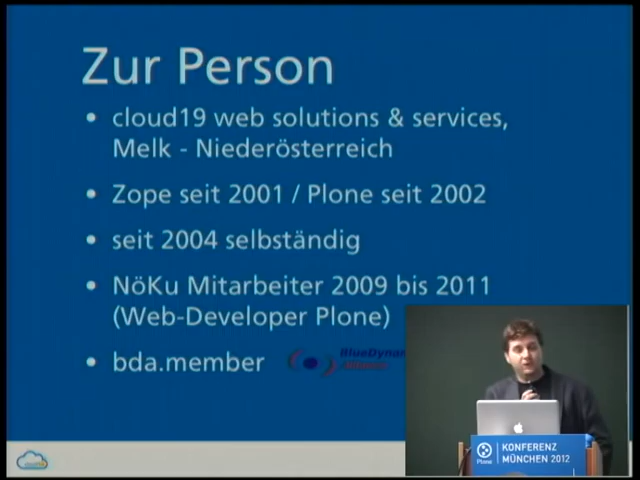 Zur Person
• cloud19 web solutions & services,
Melk - Niederösterreich
• Zope seit 2001 / Plone seit 2002
• seit 2004 selbständig
• NöKu Mitarbeiter 2009 bis 2011
(Web-Developer Plone)
• bda.member
KONFERENZ
MÜNCHEN 2012
Plone